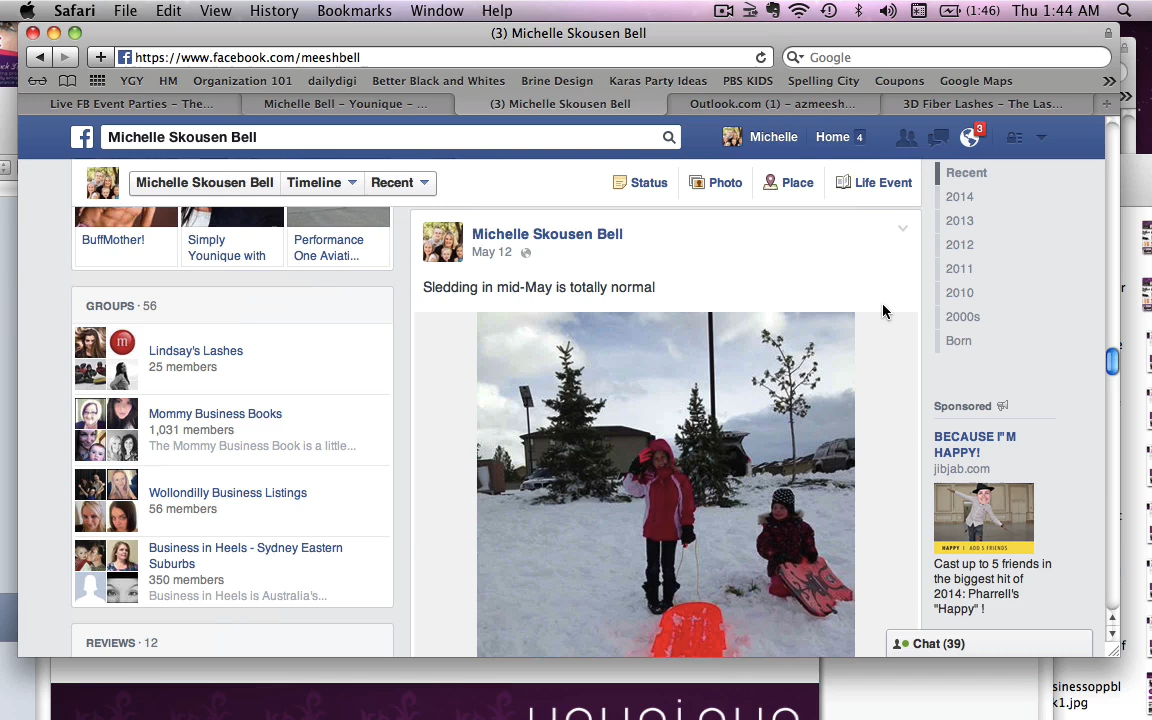 Safari File Edit View History Bookmarks Window Help (1:46) Thu 1:44 AM
(3) Michelle Skousen Bell
https://www.facebook.com/meeshbell Google
YGY HM Organization 101 dailydigi Better Black and Whites Brine Design Karas Party Ideas PBS KIDS Spelling City Coupons Google Maps
Live FB Event Parties – The... Michelle Bell – Younique – ... (3) Michelle Skousen Bell Outlook.com (1) – azmeesh... 3D Fiber Lashes – The Las...
Michelle Skousen Bell Michelle Home 4 3
Michelle Skousen Bell Timeline Recent Status Photo Place Life Event
BuffMother!
Simply
Younique with
Performance
One Aviati...
GROUPS · 56
Lindsay's Lashes
25 members
Mommy Business Books
1,031 members
The Mommy Business Book is a little...
Wollondilly Business Listings
56 members
Business in Heels - Sydney Eastern
Suburbs
350 members
Business in Heels is Australia's...
REVIEWS · 12
Michelle Skousen Bell
May 12
Sledding in mid-May is totally normal
Recent
2014
2013
2012
2011
2010
2000s
Born
Sponsored
BECAUSE I"M
HAPPY!
jibjab.com
HAPPY | ADD 5 FRIENDS
Cast up to 5 friends in
the biggest hit of
2014: Pharrell's
"Happy" !
Chat (39)
sinessoppbl
k1.jpg